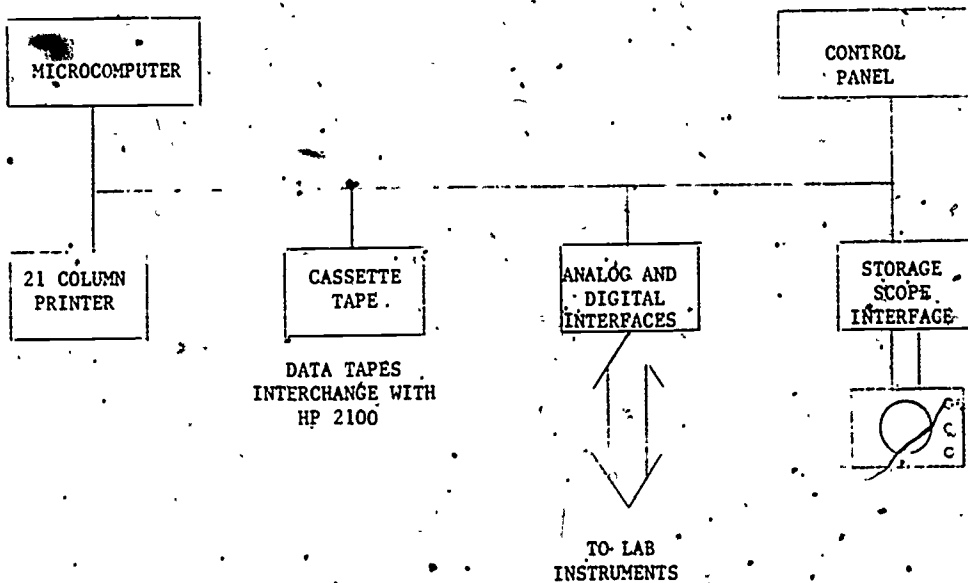 MICROCOMPUTER
CONTROL
PANEL
21 COLUMN
PRINTER
CASSETTE
TAPE
ANALOG AND
DIGITAL
INTERFACES
STORAGE
SCOPE
INTERFACE
DATA TAPES
INTERCHANGE WITH
HP 2100
TO LAB
INSTRUMENTS